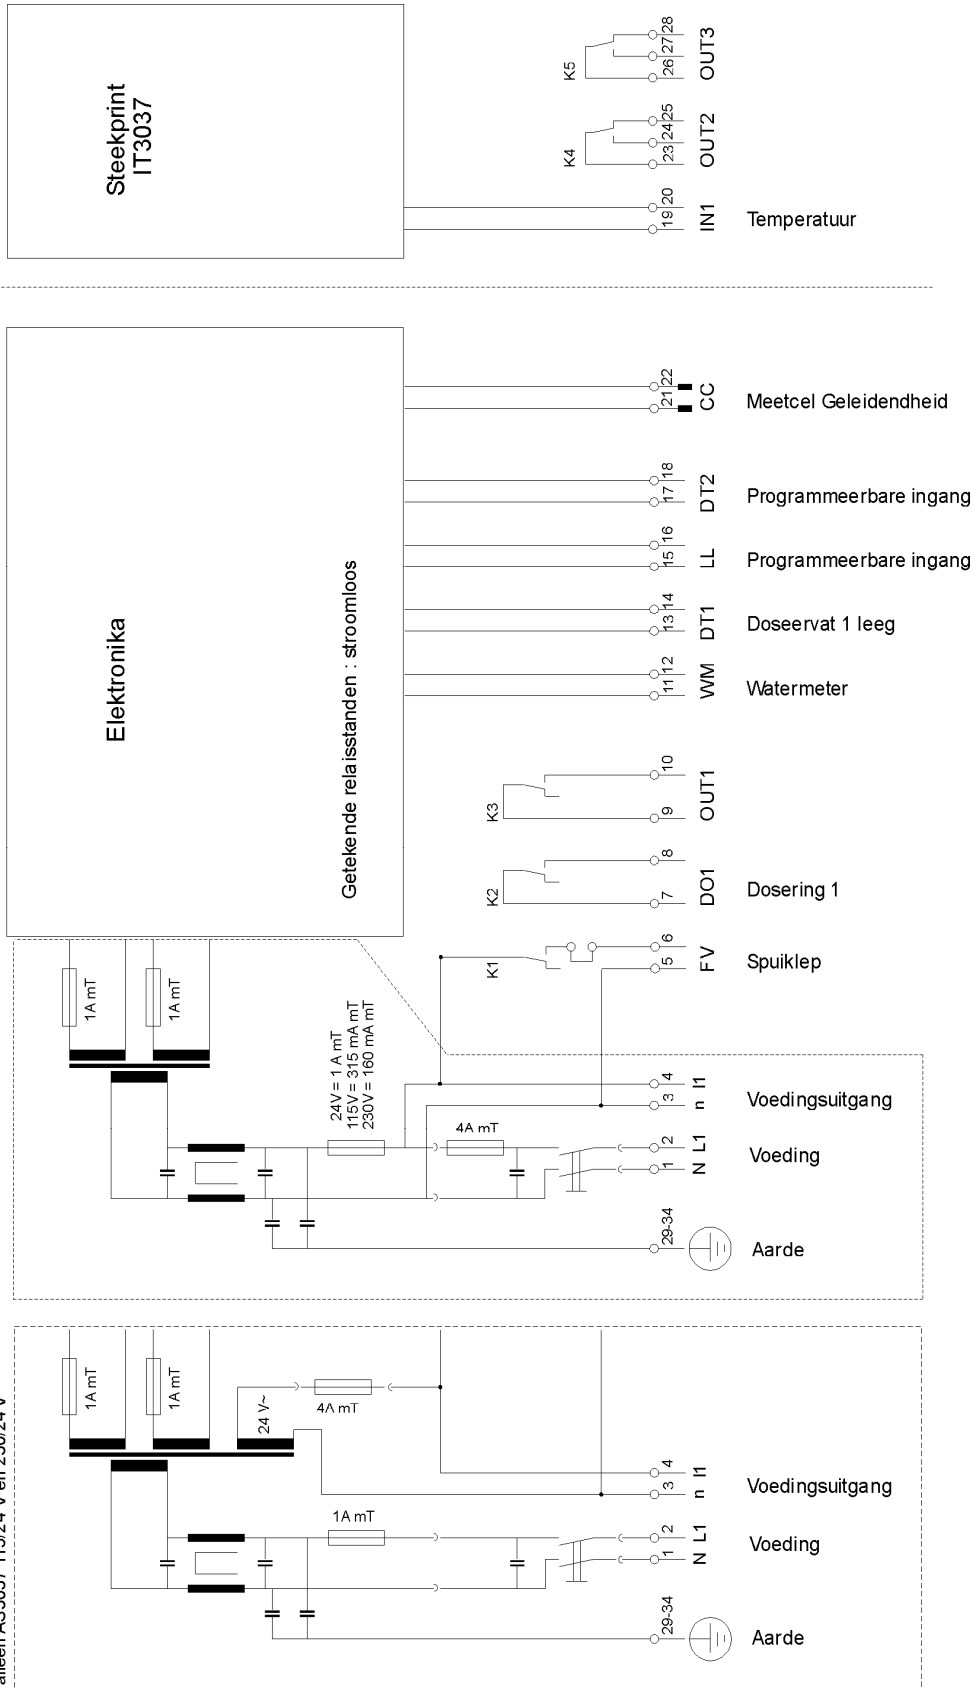 Steekprint
IT3037
K5
26 27 28
OUT3
K4
23 24 25
OUT2
19 20
IN1
Temperatuur
Elektronika
Getekende relaisstanden : stroomloos
21 22
CC
Meetcel Geleidendheid
17 18
DT2
Programmeerbare ingang
15 16
LL
Programmeerbare ingang
13 14
DT1
Doseervat 1 leeg
11 12
WM
Watermeter
K3
9 10
OUT1
K2
7 8
DO1
Dosering 1
K1
5 6
FV
Spuiklep
1A mT
1A mT
24V = 1 A mT
115V = 315 mA mT
230V = 160 mA mT
4A mT
3 4
n l1
Voedingsuitgang
1 2
N L1
Voeding
29-34
Aarde
1A mT
1A mT
24 V~
4A mT
3 4
n l1
Voedingsuitgang
1A mT
1 2
N L1
Voeding
29-34
Aarde